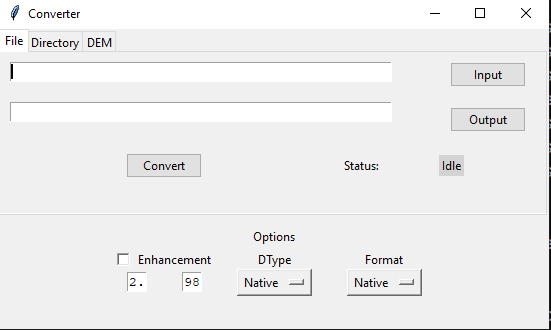 Converter
File Directory DEM
Input
Output
Convert Status: Idle
Options
Enhancement DType Format
2. 98 Native Native